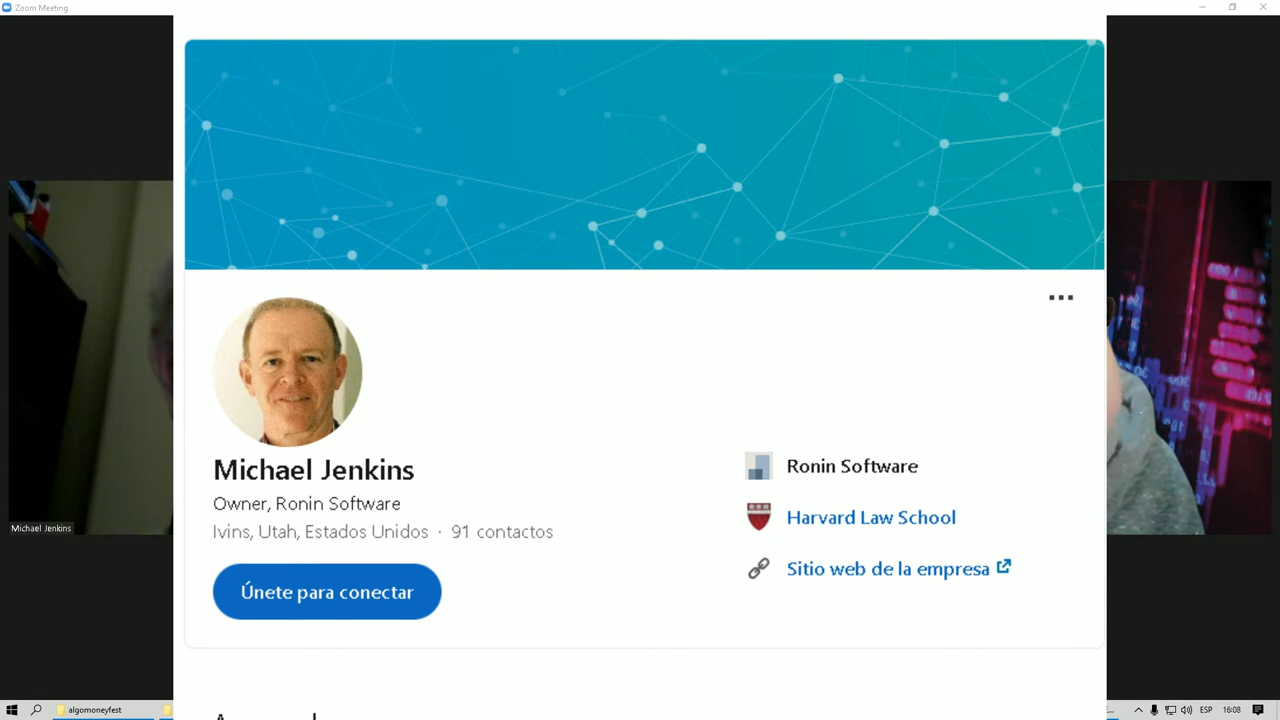 Zoom Meeting
Michael Jenkins
Owner, Ronin Software
Ivins, Utah, Estados Unidos · 91 contactos
Únete para conectar
Ronin Software
Harvard Law School
Sitio web de la empresa
Michael Jenkins
algomoneyfest
ESP
16:08